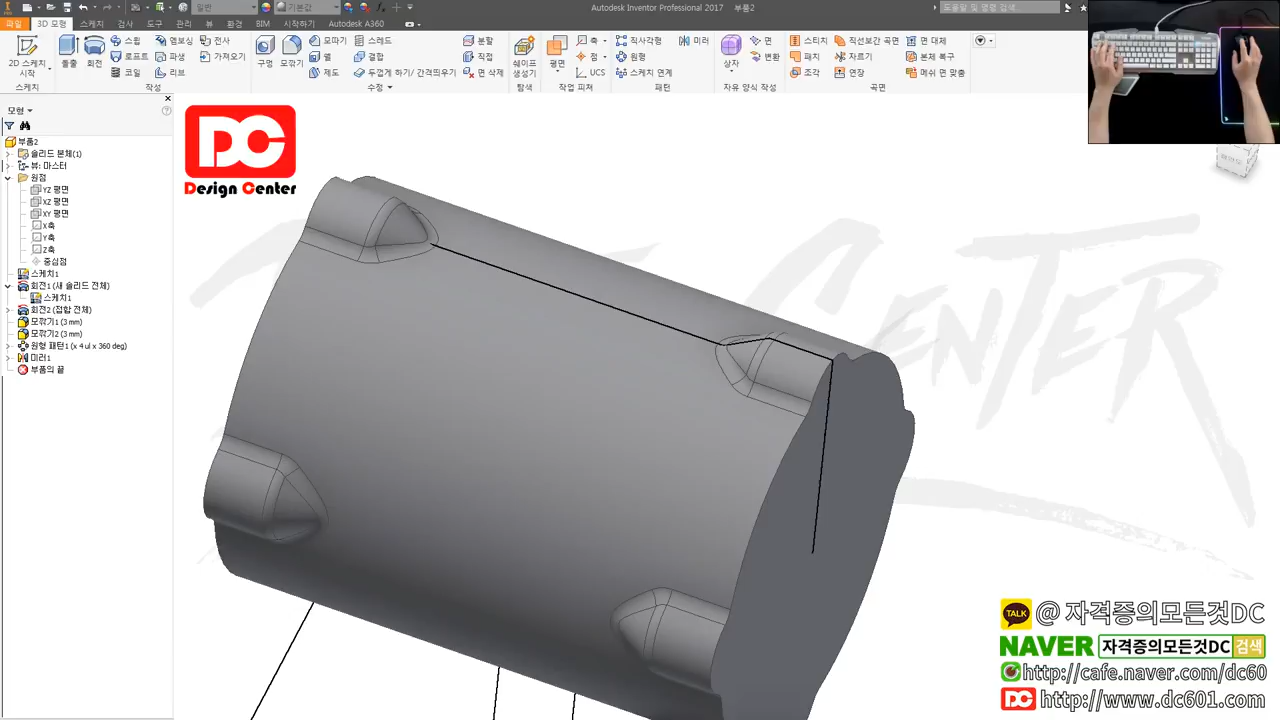 일반
기본값
Autodesk Inventor Professional 2017 부품2
도움말 및 명령 검색...
파일 3D 모형 스케치 검사 도구 관리 뷰 환경 BIM 시작하기 Autodesk A360
2D 스케치 시작
스케치
돌출 회전 스윕 로프트 코일 엠보싱 파생 리브 전사 가져오기
작성
구멍 모깎기 모따기 쉘 제도 스레드 결합 두껍게 하기/ 간격띄우기 분할 직접 면 삭제
수정
쉐이프 생성기
탐색
평면 축 점 UCS
작업 피쳐
직사각형 원형 스케치 연계 미러
패턴
상자 면 변환
자유 양식 작성
스티치 패치 조각 직선보간 곡면 자르기 연장 면 대체 본체 복구 메쉬 면 맞춤
곡면
모형
부품2
솔리드 본체(1)
뷰: 마스터
원점
YZ 평면
XZ 평면
XY 평면
X축
Y축
Z축
중심점
스케치1
회전1 (새 솔리드 전체)
스케치1
회전2 (접합 전체)
모깎기1 (3 mm)
모깎기2 (3 mm)
원형 패턴1 (x 4 ul x 360 deg)
미러1
부품의 끝
DC
Design Center
CENTER
TALK @ 자격증의모든것DC
NAVER 자격증의모든것DC 검색
http://cafe.naver.com/dc60
DC http://www.dc601.com